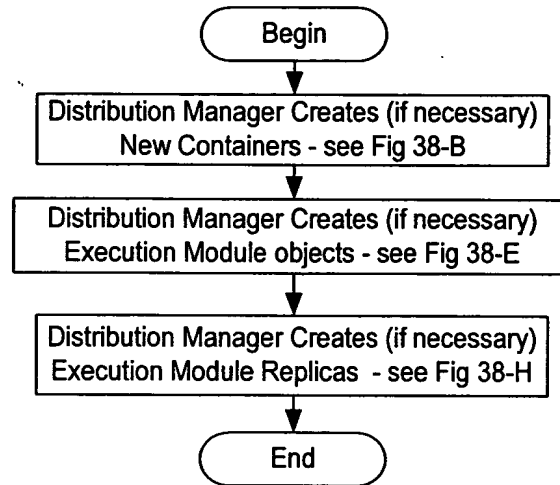 Begin
Distribution Manager Creates (if necessary)
New Containers - see Fig 38-B
Distribution Manager Creates (if necessary)
Execution Module objects - see Fig 38-E
Distribution Manager Creates (if necessary)
Execution Module Replicas - see Fig 38-H
End